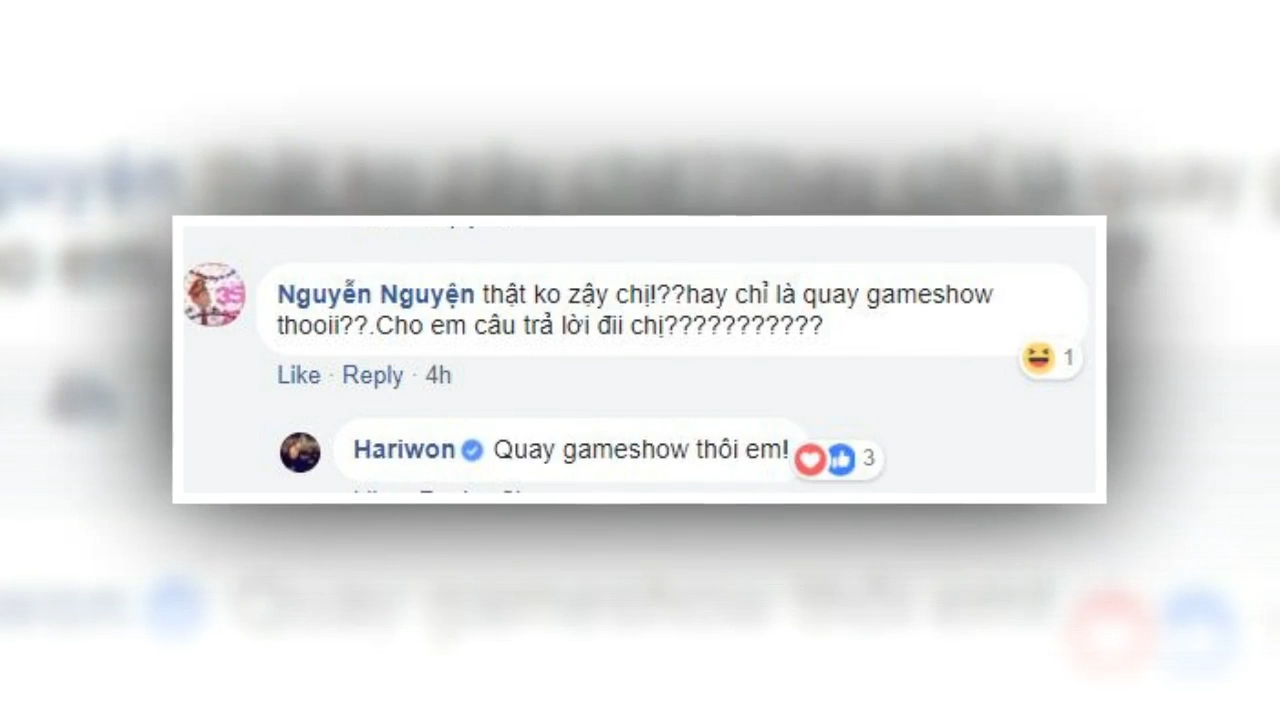 Nguyễn Nguyện thật ko zậy chị!??hay chỉ là quay gameshow
thooii??.Cho em câu trả lời đii chị???????????
1
Like · Reply · 4h
Hariwon Quay gameshow thôi em!
3